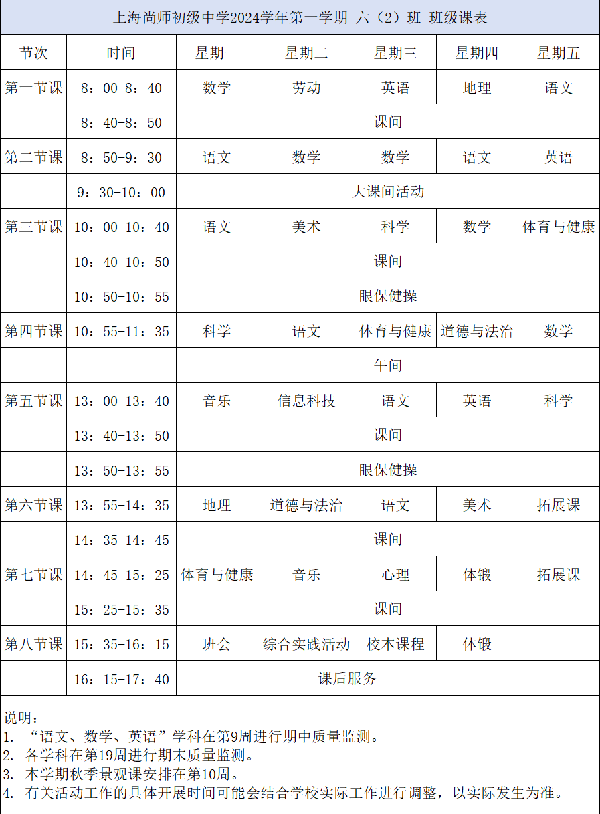 上海尚师初级中学2024学年第一学期 六（2）班 班级课表
节次 时间 星期 星期二 星期三 星期四 星期五
第一节课 8：00 8：40 数学 劳动 英语 地理 语文
8：40-8：50 课间
第二节课 8：50-9：30 语文 数学 数学 语文 英语
9：30-10：00 大课间活动
第三节课 10：00 10：40 语文 美术 科学 数学 体育与健康
10：40 10：50 课间
10：50-10：55 眼保健操
第四节课 10：55-11：35 科学 语文 体育与健康 道德与法治 数学
午间
第五节课 13：00 13：40 音乐 信息科技 语文 英语 科学
13：40-13：50 课间
13：50-13：55 眼保健操
第六节课 13：55-14：35 地理 道德与法治 语文 美术 拓展课
14：35 14：45 课间
第七节课 14：45 15：25 体育与健康 音乐 心理 体锻 拓展课
15：25-15：35 课间
第八节课 15：35-16：15 班会 综合实践活动 校本课程 体锻
16：15-17：40 课后服务
说明：
1. “语文、数学、英语”学科在第9周进行期中质量监测。
2. 各学科在第19周进行期末质量监测。
3. 本学期秋季景观课安排在第10周。
4. 有关活动工作的具体开展时间可能会结合学校实际工作进行调整，以实际发生为准。